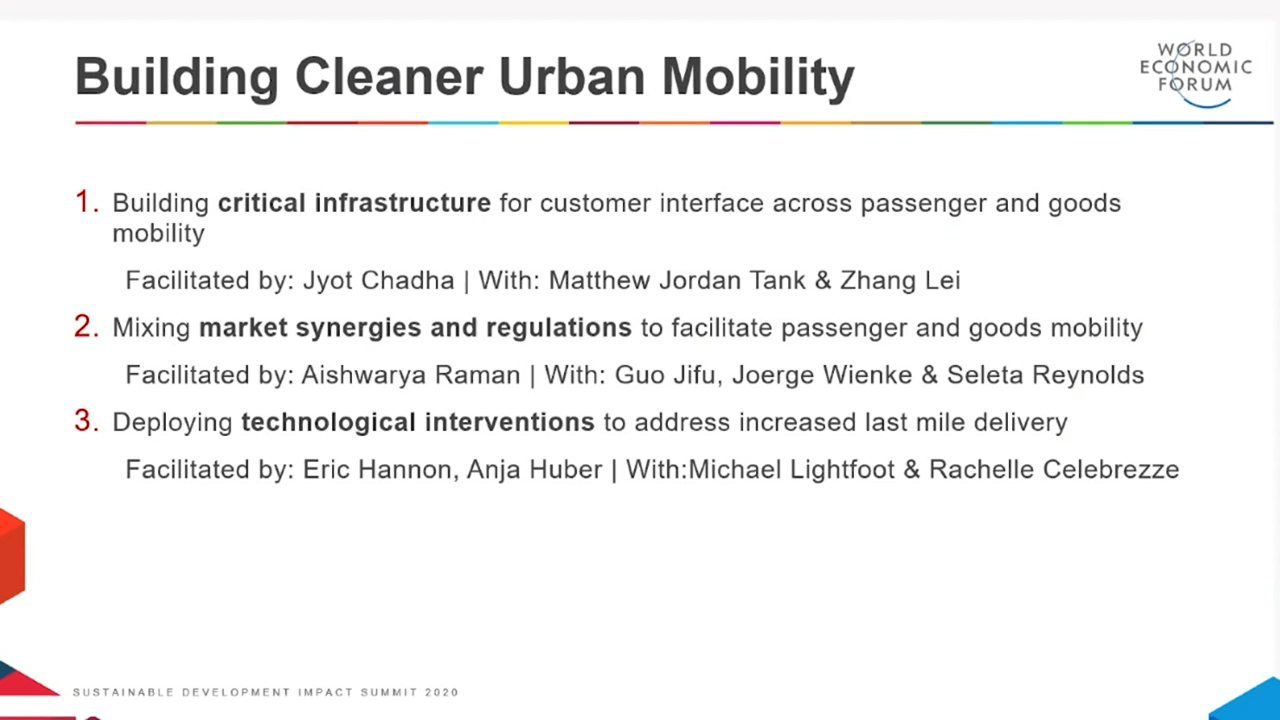 Building Cleaner Urban Mobility
WORLD
ECONOMIC
FORUM
1. Building critical infrastructure for customer interface across passenger and goods
mobility
Facilitated by: Jyot Chadha | With: Matthew Jordan Tank & Zhang Lei
2. Mixing market synergies and regulations to facilitate passenger and goods mobility
Facilitated by: Aishwarya Raman | With: Guo Jifu, Joerge Wienke & Seleta Reynolds
3. Deploying technological interventions to address increased last mile delivery
Facilitated by: Eric Hannon, Anja Huber | With:Michael Lightfoot & Rachelle Celebrezze
SUSTAINABLE DEVELOPMENT IMPACT SUMMIT 2020